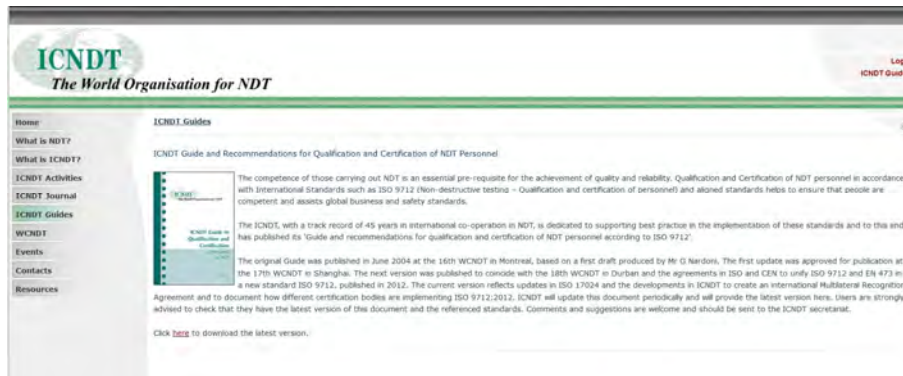 ICNDT
The World Organisation for NDT
Log
ICNDT Guid
Home
What is NDT?
What is ICNDT?
ICNDT Activities
ICNDT Journal
ICNDT Guides
WCNDT
Events
Contacts
Resources
ICNDT Guides
ICNDT Guide and Recommendations for Qualification and Certification of NDT Personnel
ICNDT
ICNDT Guide to
Qualification and
Certification
The competence of those carrying out NDT is an essential pre-requisite for the achievement of quality and reliability. Qualification and Certification of NDT personnel in accordance
with International Standards such as ISO 9712 (Non-destructive testing – Qualification and certification of personnel) and aligned standards helps to ensure that people are
competent and assists global business and safety standards.
The ICNDT, with a track record of 45 years in international co-operation in NDT, is dedicated to supporting best practice in the implementation of these standards and to this end
has published its 'Guide and recommendations for qualification and certification of NDT personnel according to ISO 9712'.
The original Guide was published in June 2004 at the 16th WCNDT in Montreal, based on a first draft produced by Mr G Nardoni. The first update was approved for publication at
the 17th WCNDT in Shanghai. The next version was published to coincide with the 18th WCNDT in Durban and the agreements in ISO and CEN to unify ISO 9712 and EN 473 in
a new standard ISO 9712, published in 2012. The current version reflects updates in ISO 17024 and the developments in ICNDT to create an international Multilateral Recognition
Agreement and to document how different certification bodies are implementing ISO 9712:2012. ICNDT will update this document periodically and will provide the latest version here. Users are strongly
advised to check that they have the latest version of this document and the referenced standards. Comments and suggestions are welcome and should be sent to the ICNDT secretariat.
Click here to download the latest version.